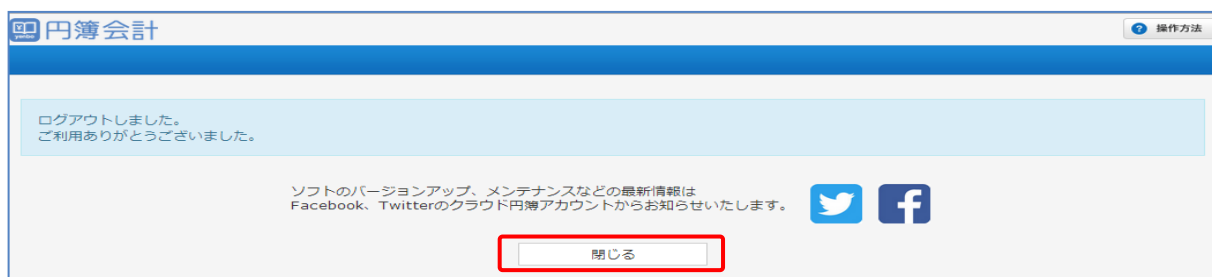 円簿会計
操作方法
ログアウトしました。
ご利用ありがとうございました。
ソフトのバージョンアップ、メンテナンスなどの最新情報は
Facebook、Twitterのクラウド円簿アカウントからお知らせいたします。
閉じる